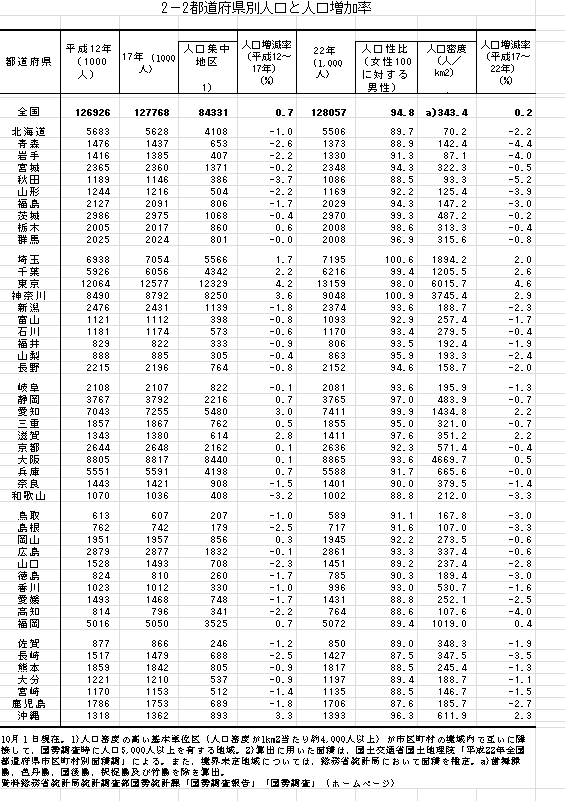 2-2都道府県別人口と人口増加率
都道府県 平成12年(1000人) 17年 (1000人) 人口集中地区 1) 人口増減率(平成12～17年)(%) 22年(1,000人) 人口性比(女性100に対する男性) 人口密度(人/km2) 人口増減率(平成17～22年)(%)
全国 126926 127768 84331 0.7 128057 94.8 a)343.4 0.2
北海道 5683 5628 4108 -1.0 5506 89.7 70.2 -2.2
青森 1476 1437 653 -2.6 1373 88.9 142.4 -4.4
岩手 1416 1385 407 -2.2 1330 91.3 87.1 -4.0
宮城 2365 2360 1371 -0.2 2348 94.3 322.3 -0.5
秋田 1189 1146 386 -3.7 1086 88.5 93.3 -5.2
山形 1244 1216 504 -2.2 1169 92.2 125.4 -3.9
福島 2127 2091 806 -1.7 2029 94.3 147.2 -3.0
茨城 2986 2975 1068 -0.4 2970 99.3 487.2 -0.2
栃木 2005 2017 860 0.6 2008 98.6 313.3 -0.4
群馬 2025 2024 801 -0.0 2008 96.9 315.6 -0.8
埼玉 6938 7054 5566 1.7 7195 100.6 1894.2 2.0
千葉 5926 6056 4342 2.2 6216 99.4 1205.5 2.6
東京 12064 12577 12329 4.2 13159 98.0 6015.7 4.6
神奈川 8490 8792 8250 3.6 9048 100.9 3745.4 2.9
新潟 2476 2431 1139 -1.8 2374 93.6 188.7 -2.3
富山 1121 1112 398 -0.8 1093 92.9 257.4 -1.7
石川 1181 1174 573 -0.6 1170 93.4 279.5 -0.4
福井 829 822 333 -0.9 806 93.5 192.4 -1.9
山梨 888 885 305 -0.4 863 95.9 193.3 -2.4
長野 2215 2196 764 -0.8 2152 94.6 158.7 -2.0
岐阜 2108 2107 822 -0.1 2081 93.6 195.9 -1.3
静岡 3767 3792 2216 0.7 3765 97.0 483.9 -0.7
愛知 7043 7255 5480 3.0 7411 99.9 1434.8 2.2
三重 1857 1867 762 0.5 1855 95.0 321.0 -0.7
滋賀 1343 1380 614 2.8 1411 97.6 351.2 2.2
京都 2644 2648 2162 0.1 2636 92.3 571.4 -0.4
大阪 8805 8817 8440 0.1 8865 93.6 4669.7 0.5
兵庫 5551 5591 4198 0.7 5588 91.7 665.6 -0.0
奈良 1443 1421 908 -1.5 1401 90.0 379.5 -1.4
和歌山 1070 1036 408 -3.2 1002 88.8 212.0 -3.3
鳥取 613 607 207 -1.0 589 91.1 167.8 -3.0
島根 762 742 179 -2.5 717 91.6 107.0 -3.3
岡山 1951 1957 856 0.3 1945 92.2 273.5 -0.6
広島 2879 2877 1832 -0.1 2861 93.3 337.4 -0.6
山口 1528 1493 708 -2.3 1451 89.2 237.4 -2.8
徳島 824 810 260 -1.7 785 90.3 189.4 -3.0
香川 1023 1012 330 -1.0 996 93.0 530.7 -1.6
愛媛 1493 1468 748 -1.7 1431 88.8 252.1 -2.5
高知 814 796 341 -2.2 764 88.6 107.6 -4.0
福岡 5016 5050 3525 0.7 5072 89.4 1019.0 0.4
佐賀 877 866 246 -1.2 850 89.0 348.3 -1.9
長崎 1517 1479 688 -2.5 1427 87.5 347.5 -3.5
熊本 1859 1842 805 -0.9 1817 88.5 245.4 -1.3
大分 1221 1210 537 -0.9 1197 89.4 188.7 -1.1
宮崎 1170 1153 512 -1.4 1135 88.5 146.7 -1.5
鹿児島 1786 1753 689 -1.8 1706 87.6 185.7 -2.7
沖縄 1318 1362 893 3.3 1393 96.3 611.9 2.3
10月1日現在。1)人口密度の高い基本単位区(人口密度が1km2当たり約4,000人以上)が市区町村の境域内で互いに隣
接して、国勢調査時に人口5,000人以上を有する地域。2)算出に用いた面積は、国土交通省国土地理院「平成22年全国
都道府県市区町村別面積調」による。また、境界未定地域については、総務省統計局において面積を推定。a)歯舞群
島、色丹島、国後島、択捉島及び竹島を除き算出。
資料総務省統計局統計調査部国勢統計課「国勢調査報告」「国勢調査」(ホームページ)